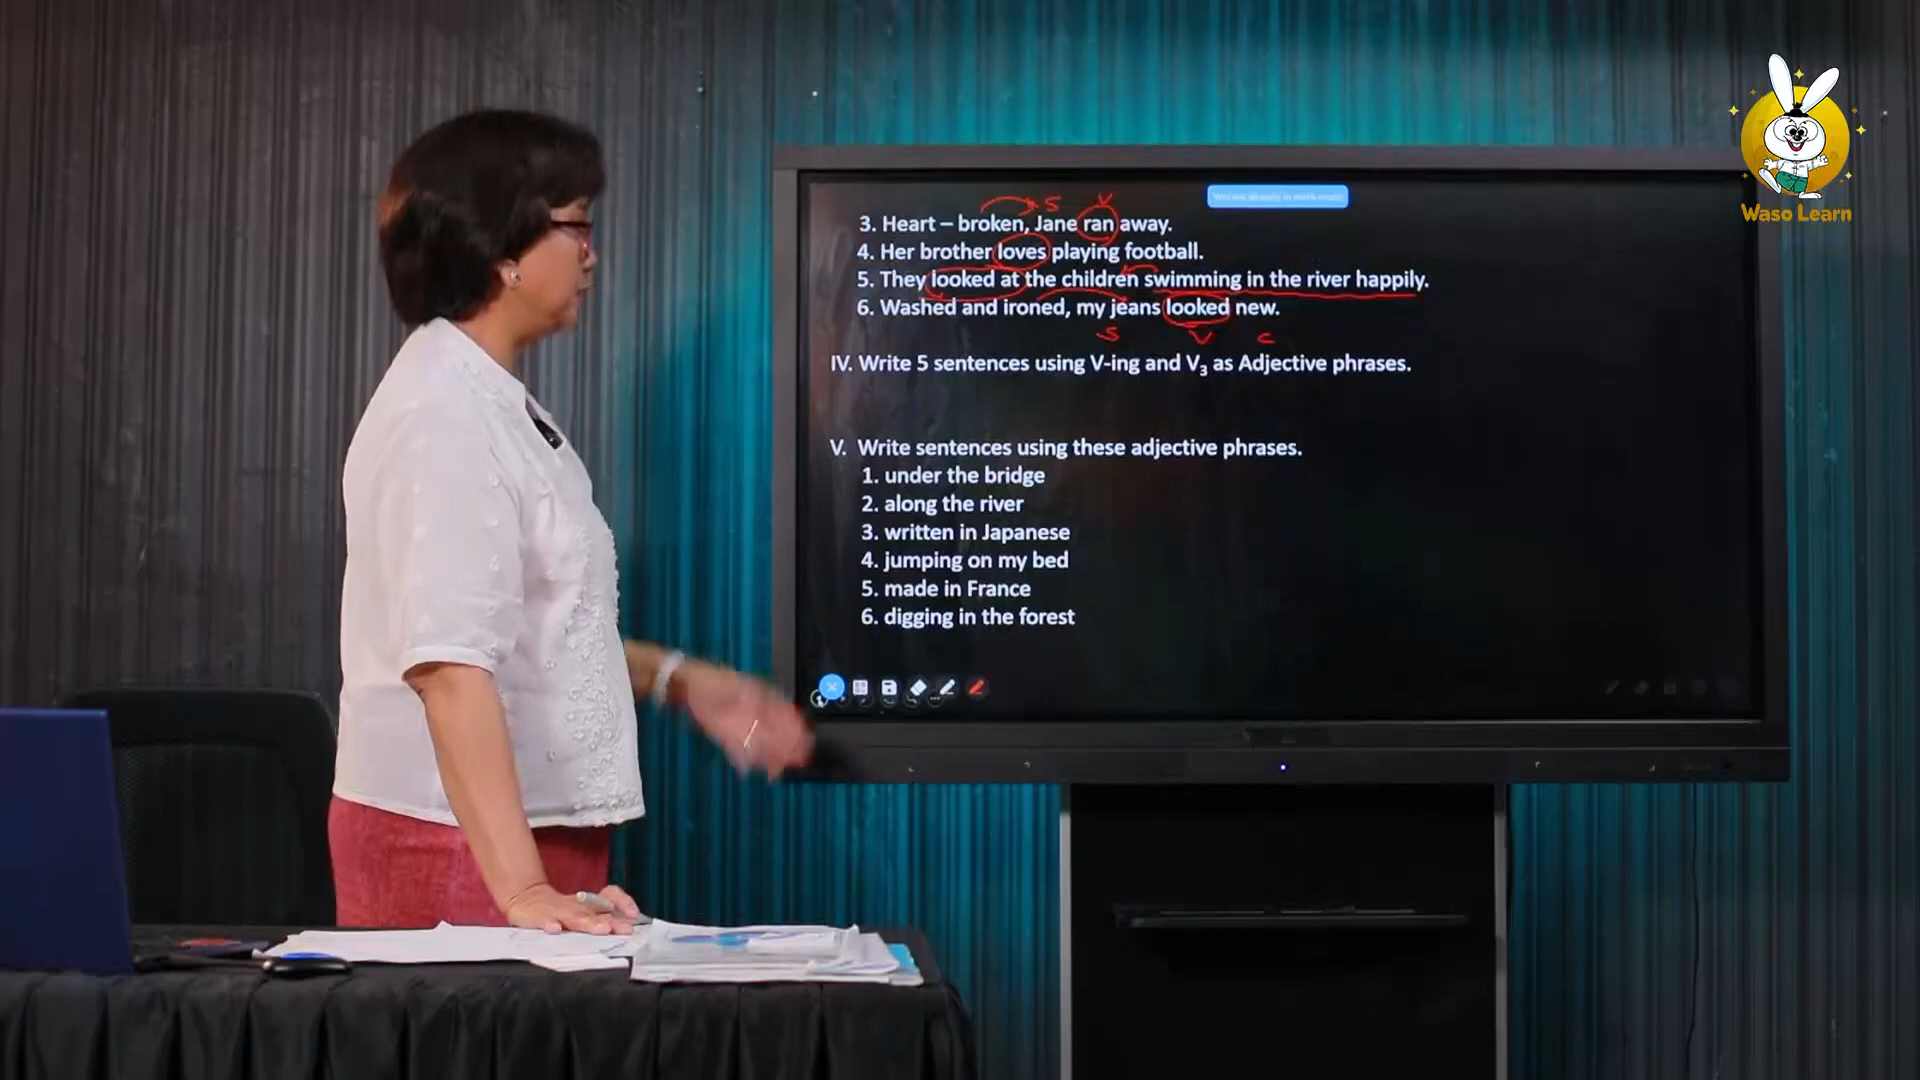 Waso Learn
S V
3. Heart – broken, Jane ran away.
4. Her brother loves playing football.
5. They looked at the children swimming in the river happily.
6. Washed and ironed, my jeans looked new.
S V C
IV. Write 5 sentences using V-ing and V₃ as Adjective phrases.
V. Write sentences using these adjective phrases.
1. under the bridge
2. along the river
3. written in Japanese
4. jumping on my bed
5. made in France
6. digging in the forest